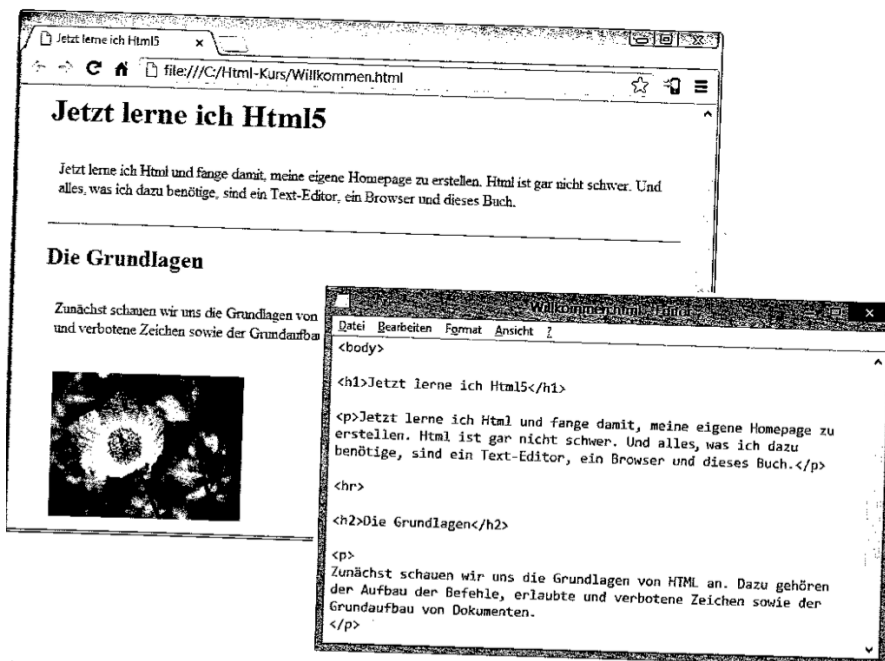 Jetzt lerne ich Html5
file:///C:/Html-Kurs/Willkommen.html
Jetzt lerne ich Html5
Jetzt lerne ich Html und fange damit, meine eigene Homepage zu erstellen. Html ist gar nicht schwer. Und
alles, was ich dazu benötige, sind ein Text-Editor, ein Browser und dieses Buch.
Die Grundlagen
Zunächst schauen wir uns die Grundlagen von
und verbotene Zeichen sowie der Grundaufbau
Willkommen.html - Editor
Datei Bearbeiten Format Ansicht ?
<body>
<h1>Jetzt lerne ich Html5</h1>
<p>Jetzt lerne ich Html und fange damit, meine eigene Homepage zu
erstellen. Html ist gar nicht schwer. Und alles, was ich dazu
benötige, sind ein Text-Editor, ein Browser und dieses Buch.</p>
<hr>
<h2>Die Grundlagen</h2>
<p>
Zunächst schauen wir uns die Grundlagen von HTML an. Dazu gehören
der Aufbau der Befehle, erlaubte und verbotene Zeichen sowie der
Grundaufbau von Dokumenten.
</p>